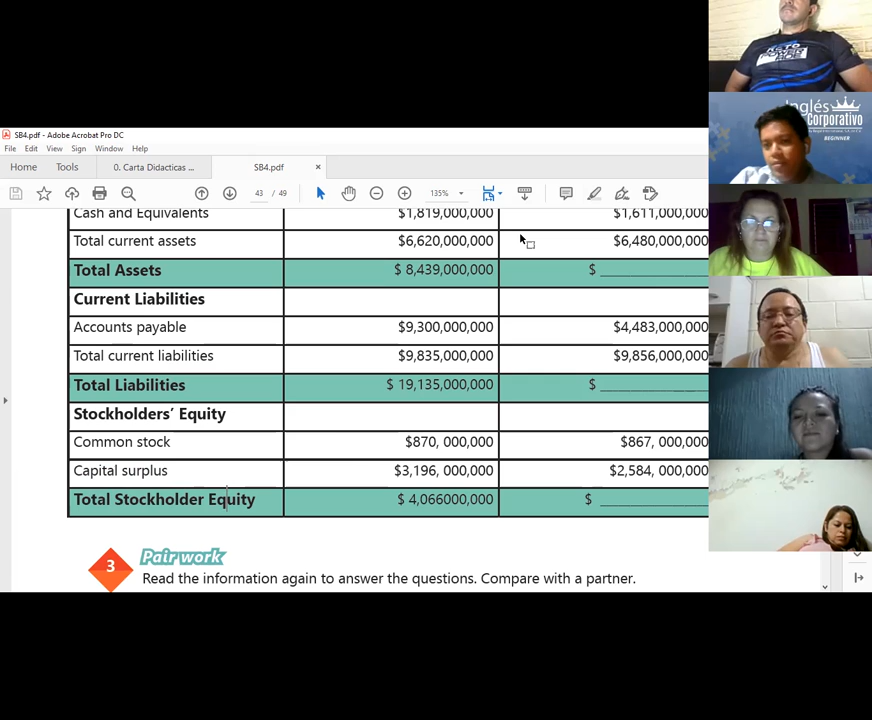 SB4.pdf - Adobe Acrobat Pro DC
File Edit View Sign Window Help
Home Tools 0. Carta Didacticas ... SB4.pdf ×
43 / 49 135%
Cash and Equivalents $1,819,000,000 $1,611,000,000
Total current assets $6,620,000,000 $6,480,000,000
Total Assets $ 8,439,000,000 $ ____________
Current Liabilities
Accounts payable $9,300,000,000 $4,483,000,000
Total current liabilities $9,835,000,000 $9,856,000,000
Total Liabilities $ 19,135,000,000 $ ____________
Stockholders’ Equity
Common stock $870, 000,000 $867, 000,000
Capital surplus $3,196, 000,000 $2,584, 000,000
Total Stockholder Equity $ 4,066000,000 $ ____________
3 Pair work
Read the information again to answer the questions. Compare with a partner.
Inglés
Corporativo
BEGINNER